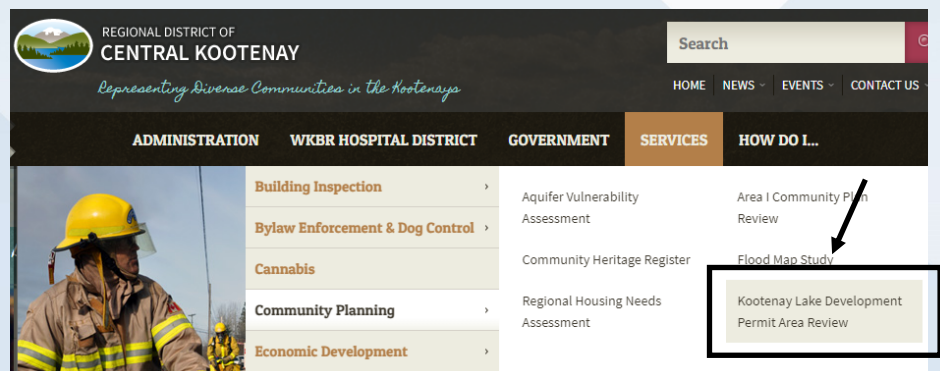 REGIONAL DISTRICT OF
CENTRAL KOOTENAY
Representing Diverse Communities in the Kootenays
Search
HOME NEWS EVENTS CONTACT US
ADMINISTRATION WKBR HOSPITAL DISTRICT GOVERNMENT SERVICES HOW DO I...
Building Inspection
Bylaw Enforcement & Dog Control
Cannabis
Community Planning
Economic Development
Aquifer Vulnerability
Assessment
Community Heritage Register
Regional Housing Needs
Assessment
Area I Community Plan
Review
Flood Map Study
Kootenay Lake Development
Permit Area Review